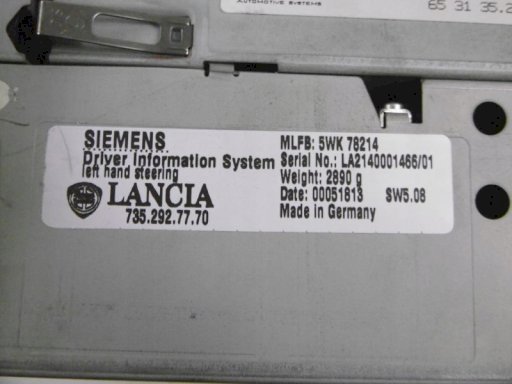 AUTOMOTIVE SYSTEMS
65 31 35.2
SIEMENS
Driver Information System
left hand steering
LANCIA
735.292.77.70
MLFB: 5WK 78214
Serial No.: LA2140001466/01
Weight: 2890 g
Date: 00051813 SW5.08
Made in Germany